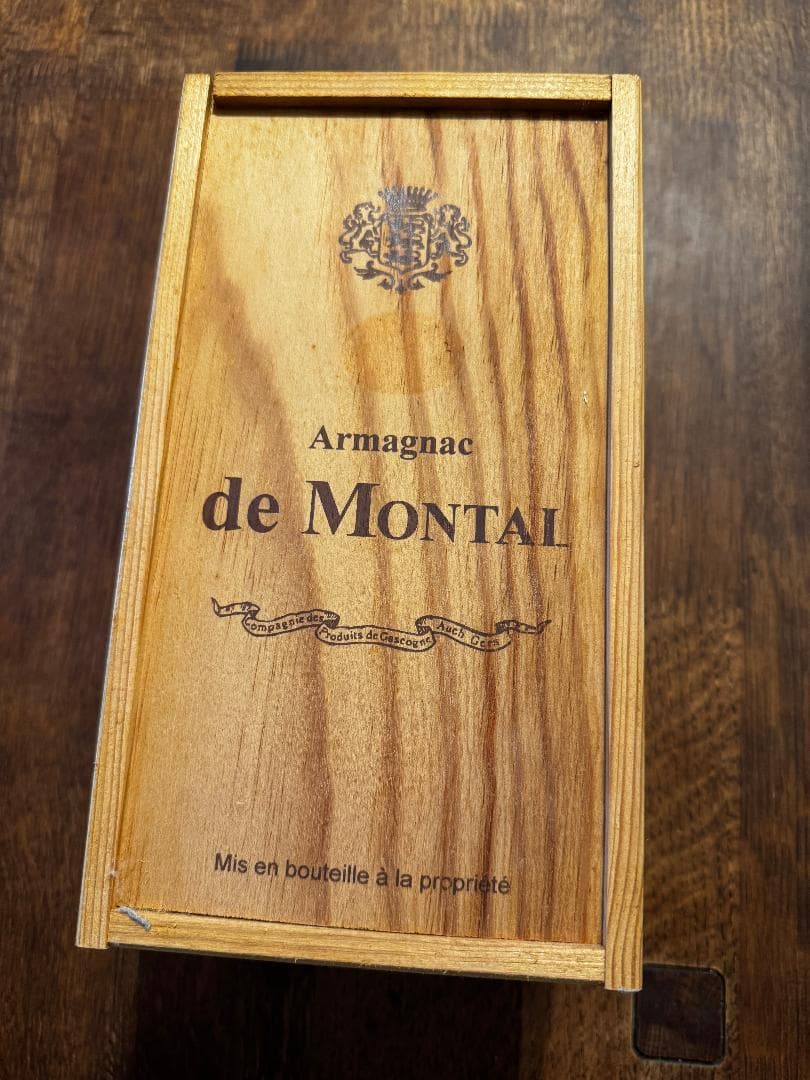 Armagnac
de MONTAL
Compagnie des Produits de Gascogne Auch Gers
Mis en bouteille à la propriété